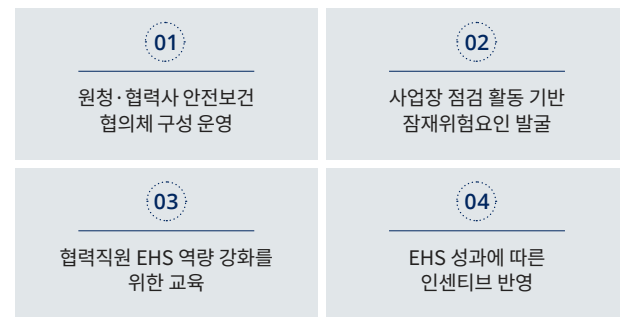 01
원청·협력사 안전보건
협의체 구성 운영
02
사업장 점검 활동 기반
잠재위험요인 발굴
03
협력직원 EHS 역량 강화를
위한 교육
04
EHS 성과에 따른
인센티브 반영